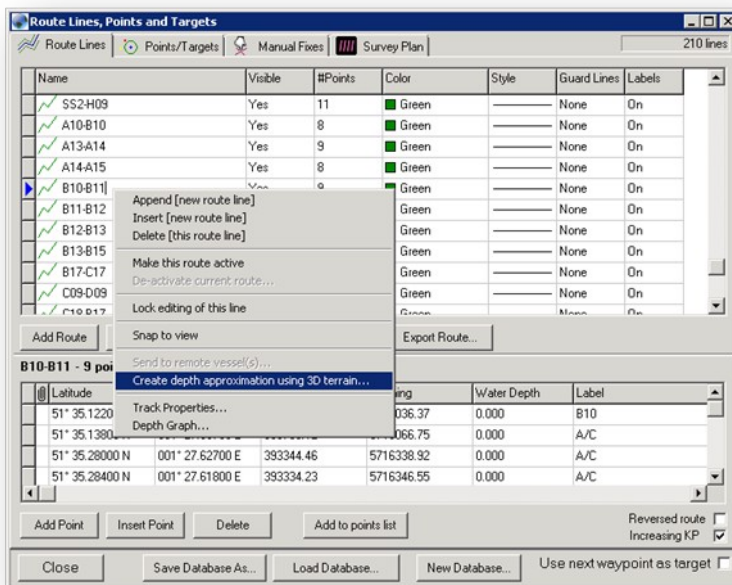 Route Lines, Points and Targets
Route Lines Points/Targets Manual Fixes Survey Plan 210 lines
Name Visible #Points Color Style Guard Lines Labels
SS2-H09 Yes 11 Green None On
A10-B10 Yes 8 Green None On
A13-A14 Yes 9 Green None On
A14-A15 Yes 8 Green None On
B10-B11 Green None On
B11-B12 Green None On
B12-B13 Green None On
B13-B15 Green None On
B17-C17 Green None On
C09-D09 Green None On
Append [new route line]
Insert [new route line]
Delete [this route line]
Make this route active
De-activate current route...
Lock editing of this line
Snap to view
Send to remote vessel(s)...
Create depth approximation using 3D terrain...
Track Properties...
Depth Graph...
Add Route Export Route...
B10-B11 - 9 poi
Latitude ing Water Depth Label
51° 35.1220 036.37 0.000 B10
51° 35.1380 066.75 0.000 A/C
51° 35.28000 N 001° 27.62700 E 393344.46 5716338.92 0.000 A/C
51° 35.28400 N 001° 27.61800 E 393334.23 5716346.55 0.000 A/C
Add Point Insert Point Delete Add to points list Reversed route
Increasing KP
Close Save Database As... Load Database... New Database... Use next waypoint as target